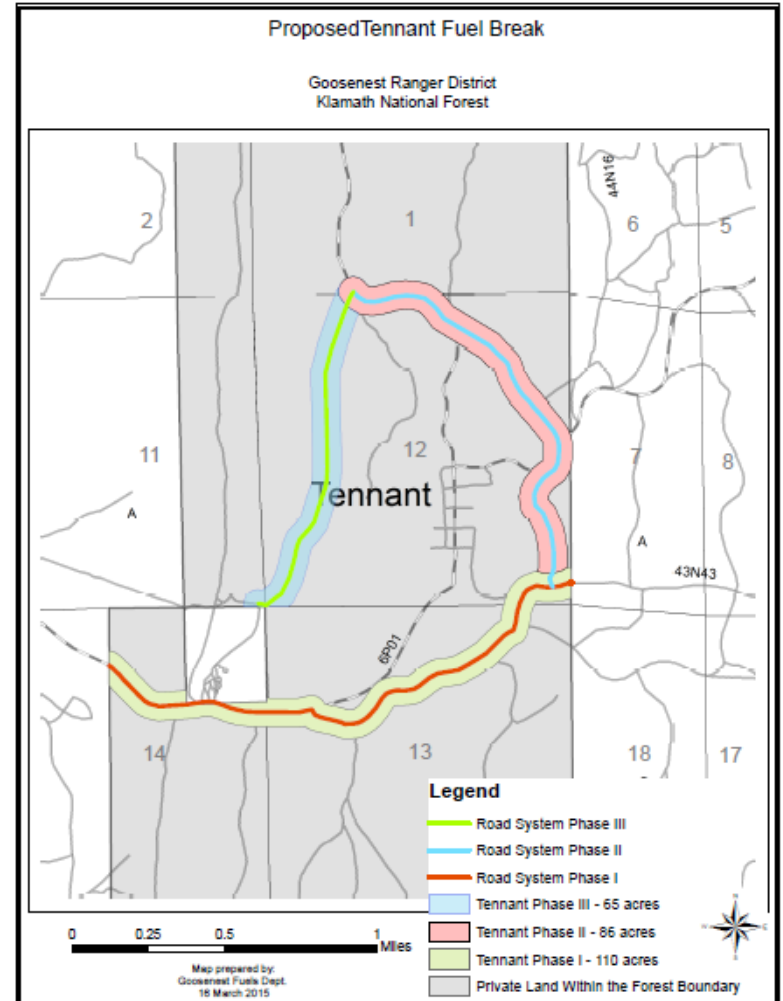 ProposedTennant Fuel Break
Goosenest Ranger District
Klamath National Forest
44N16
2
1
6
5
11
12
7
8
Tennant
A
A
43N43
6P01
14
13
18
17
Legend
Road System Phase III
Road System Phase II
Road System Phase I
Tennant Phase III - 65 acres
Tennant Phase II - 86 acres
Tennant Phase I - 110 acres
Private Land Within the Forest Boundary
0 0.25 0.5 1
Miles
Map prepared by:
Goosenest Fuels Dept.
16 March 2015